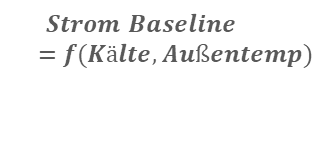 Strom Baseline
= f(Kälte, Außentemp)